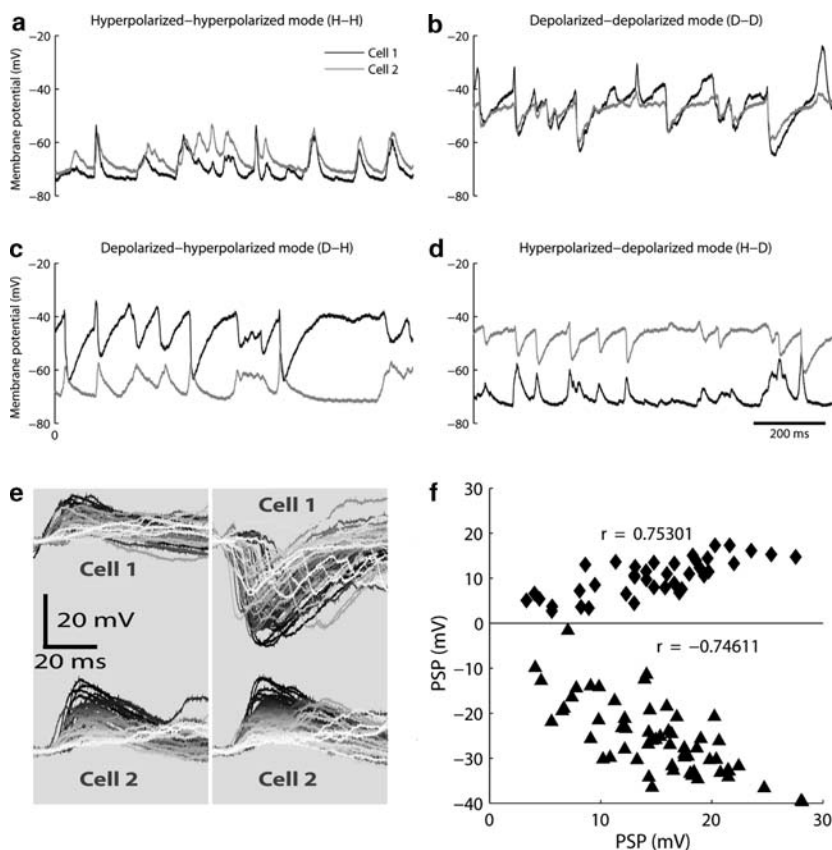 a
Hyperpolarized–hyperpolarized mode (H–H)
Membrane potential (mV)
−20
−40
−60
−80
Cell 1
Cell 2
b
Depolarized–depolarized mode (D–D)
−20
−40
−60
−80
c
Depolarized–hyperpolarized mode (D–H)
Membrane potential (mV)
−20
−40
−60
−80
0
d
Hyperpolarized–depolarized mode (H–D)
−20
−40
−60
−80
200 ms
e
Cell 1
20 mV
20 ms
Cell 2
Cell 1
Cell 2
f
PSP (mV)
30
20
10
0
−10
−20
−30
−40
r = 0.75301
r = −0.74611
0
10
20
30
PSP (mV)